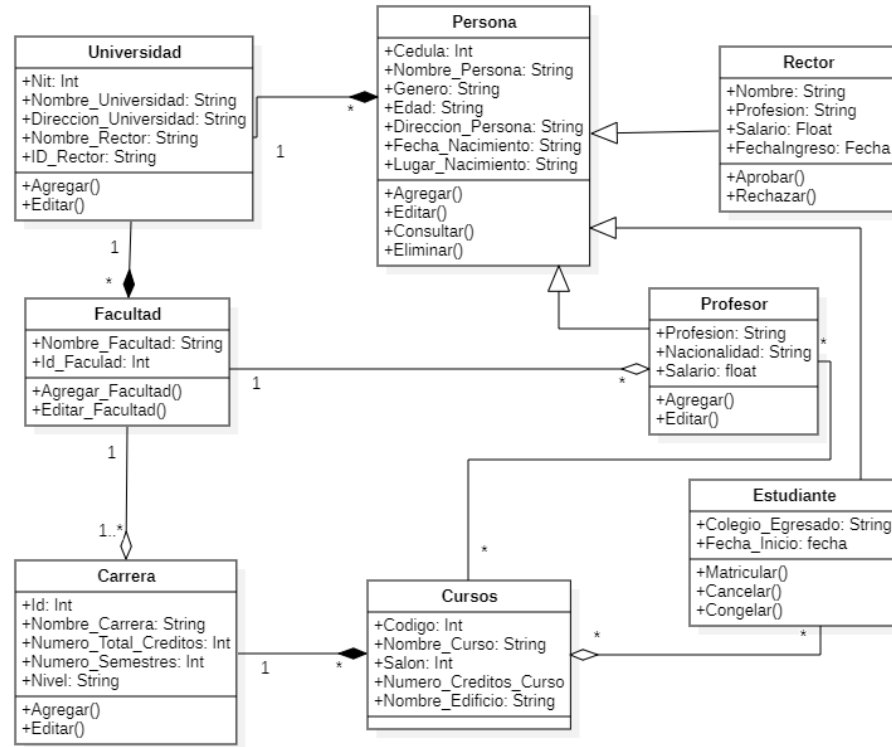 Universidad
+Nit: Int
+Nombre_Universidad: String
+Direccion_Universidad: String
+Nombre_Rector: String
+ID_Rector: String
+Agregar()
+Editar()
Persona
+Cedula: Int
+Nombre_Persona: String
+Genero: String
+Edad: String
+Direccion_Persona: String
+Fecha_Nacimiento: String
+Lugar_Nacimiento: String
+Agregar()
+Editar()
+Consultar()
+Eliminar()
Rector
+Nombre: String
+Profesion: String
+Salario: Float
+FechaIngreso: Fecha
+Aprobar()
+Rechazar()
*
1
1
*
Facultad
+Nombre_Facultad: String
+Id_Faculad: Int
+Agregar_Facultad()
+Editar_Facultad()
Profesor
+Profesion: String
+Nacionalidad: String
+Salario: float
+Agregar()
+Editar()
1
*
*
*
1
1..*
Estudiante
+Colegio_Egresado: String
+Fecha_Inicio: fecha
+Matricular()
+Cancelar()
+Congelar()
Carrera
+Id: Int
+Nombre_Carrera: String
+Numero_Total_Creditos: Int
+Numero_Semestres: Int
+Nivel: String
+Agregar()
+Editar()
1
*
Cursos
+Codigo: Int
+Nombre_Curso: String
+Salon: Int
+Numero_Creditos_Curso
+Nombre_Edificio: String
*
*